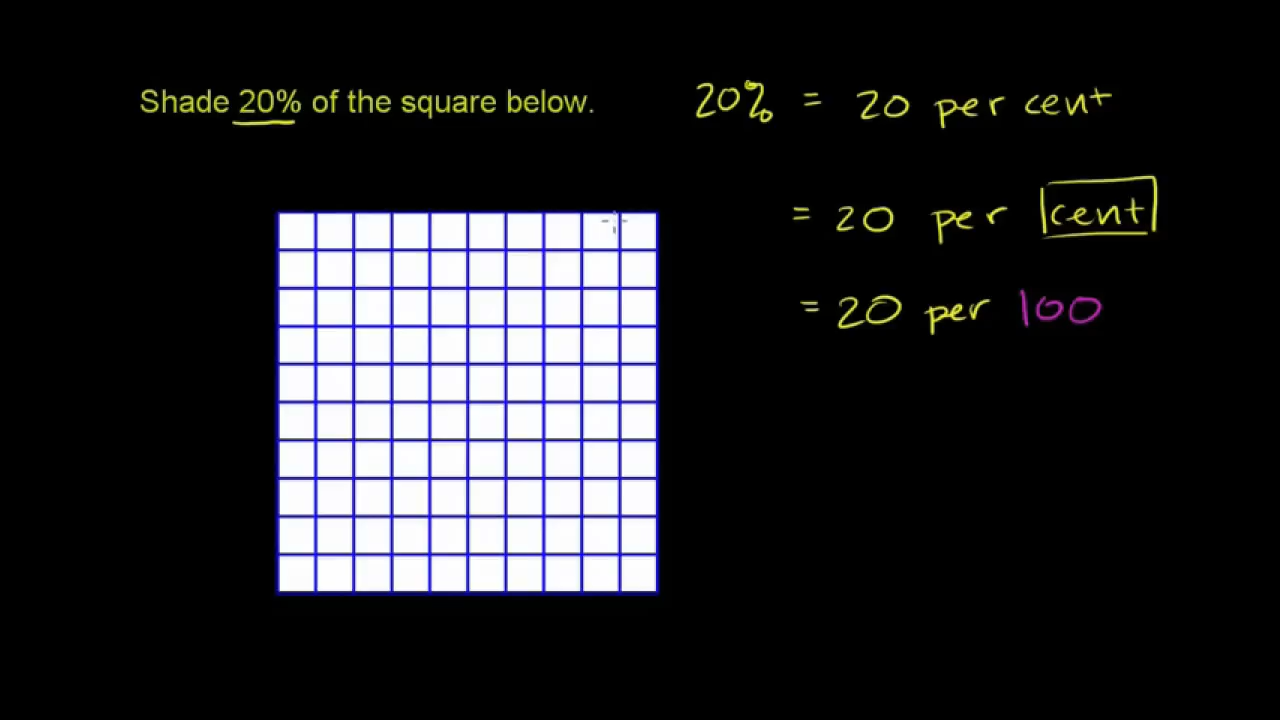 Shade 20% of the square below.
20% = 20 per cent
= 20 per cent
= 20 per 100